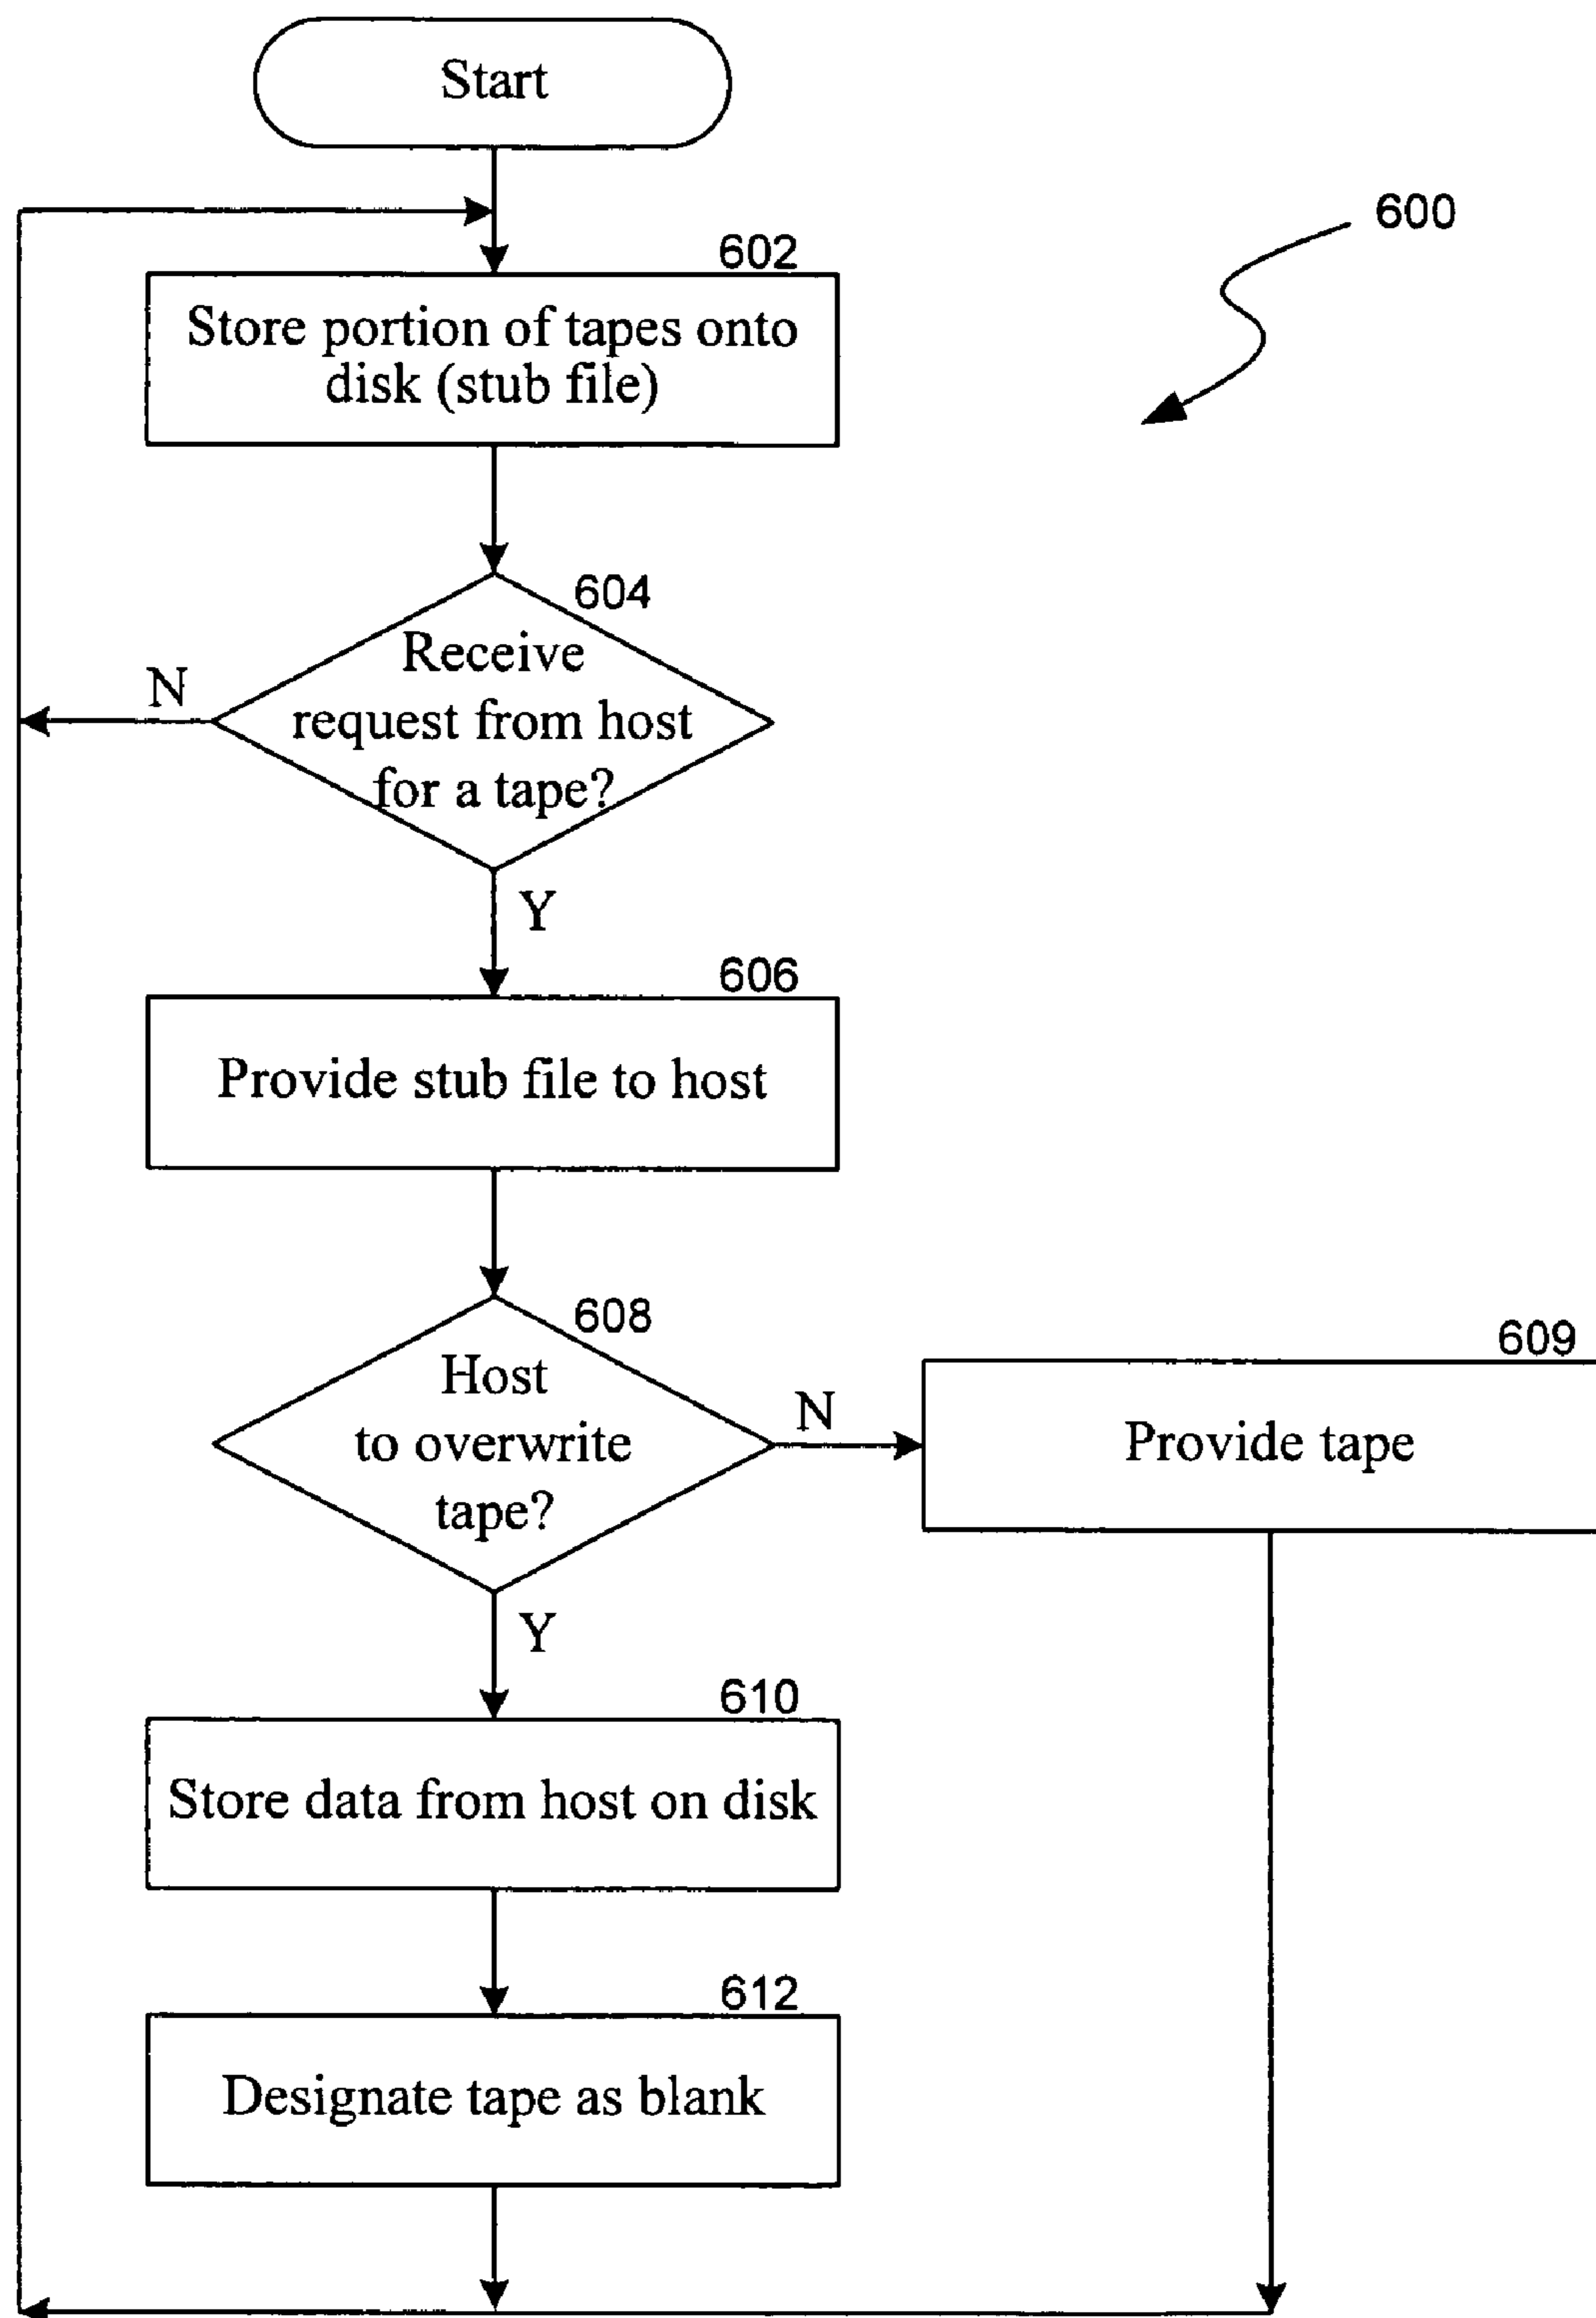 Start
600
602
Store portion of tapes onto
disk (stub file)
604
Receive
request from host
for a tape?
N
Y
606
Provide stub file to host
608
Host
to overwrite
tape?
N
609
Provide tape
Y
610
Store data from host on disk
612
Designate tape as blank